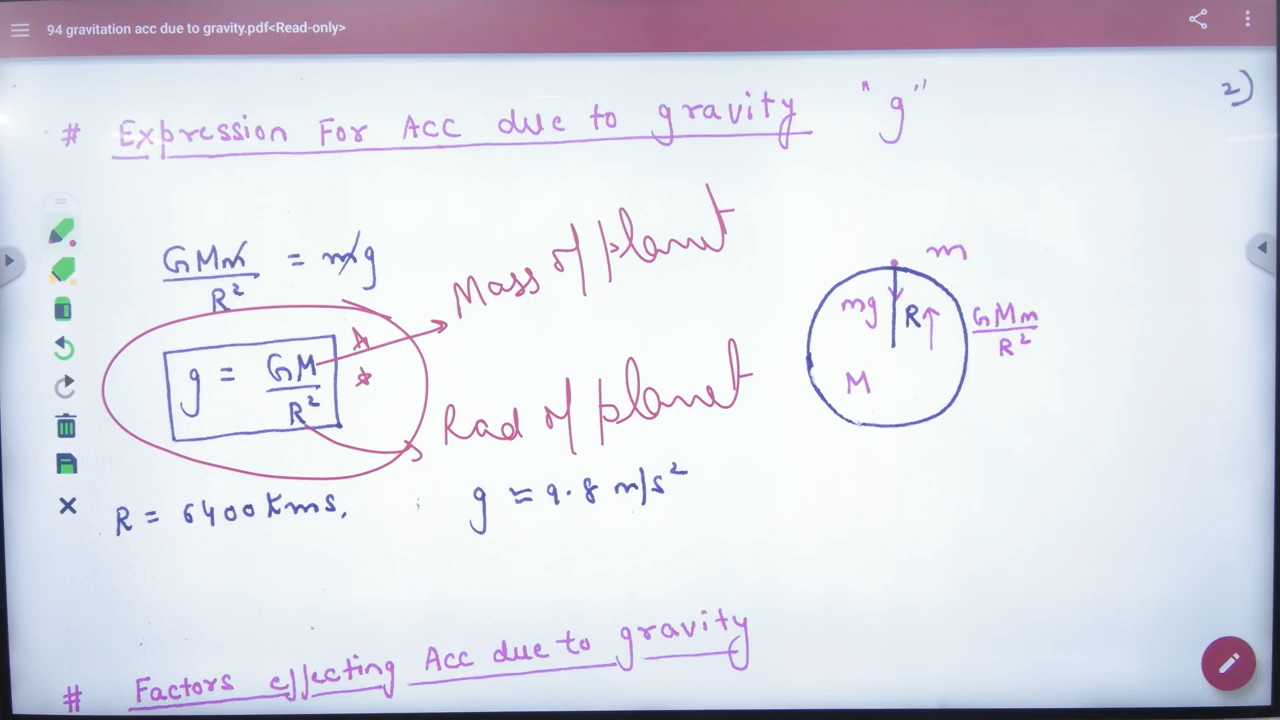 94 gravitation acc due to gravity.pdf<Read-only>
2)
# Expression For Acc due to gravity "g"
GMm/R² = mg
Mass of planet
g = GM/R²
Rad of planet
R = 6400 Kms,
g ≈ 9.8 m/s²
m
mg
R
GMm/R²
M
# Factors effecting Acc due to gravity